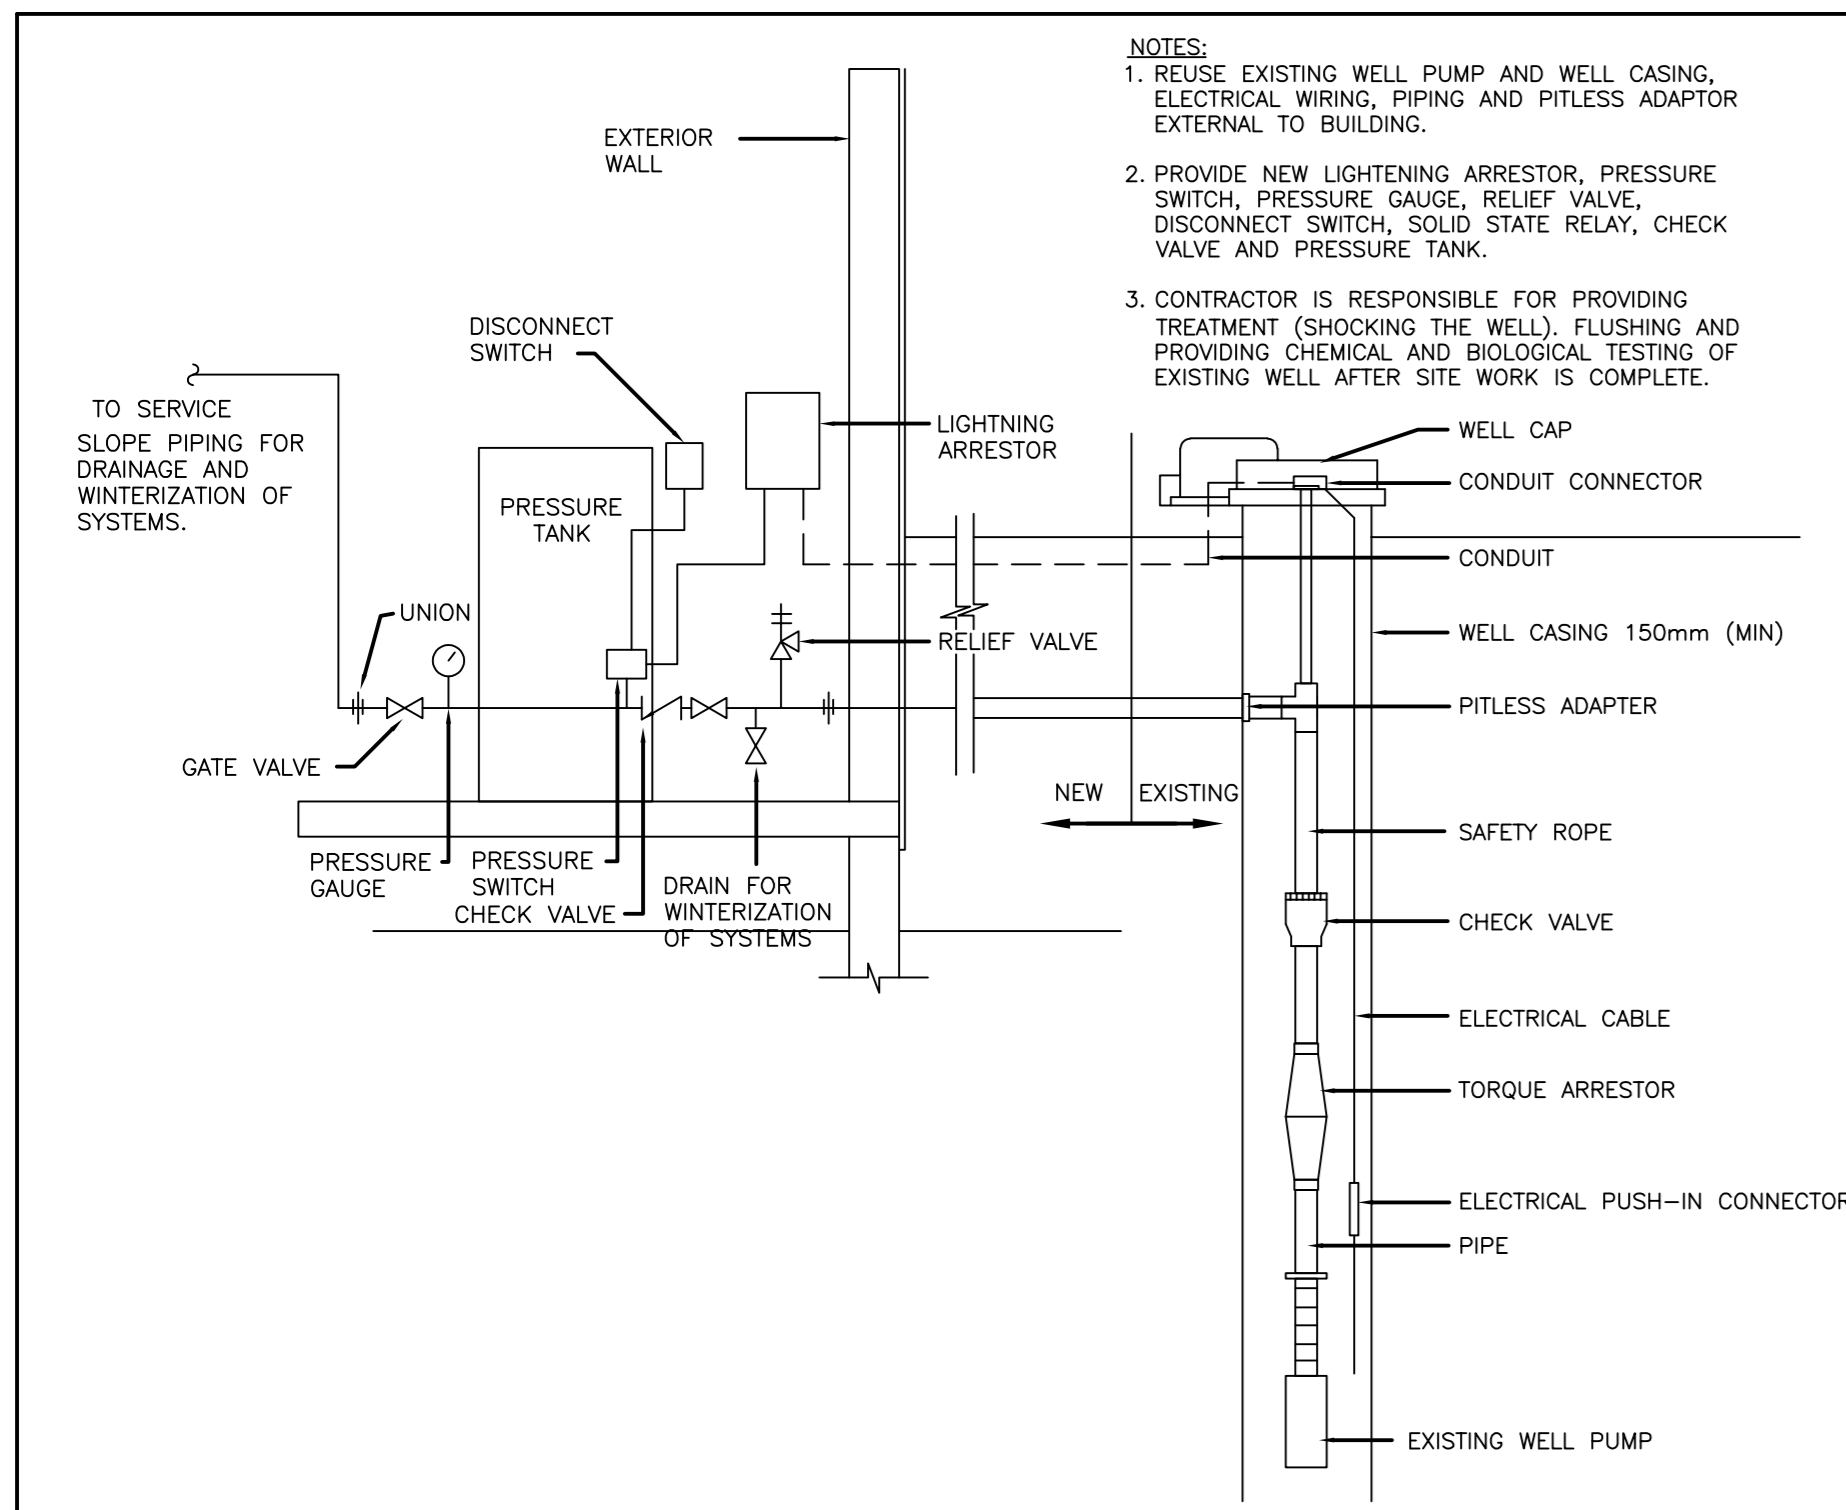 NOTES:
1. REUSE EXISTING WELL PUMP AND WELL CASING,
ELECTRICAL WIRING, PIPING AND PITLESS ADAPTOR
EXTERNAL TO BUILDING.
2. PROVIDE NEW LIGHTENING ARRESTOR, PRESSURE
SWITCH, PRESSURE GAUGE, RELIEF VALVE,
DISCONNECT SWITCH, SOLID STATE RELAY, CHECK
VALVE AND PRESSURE TANK.
3. CONTRACTOR IS RESPONSIBLE FOR PROVIDING
TREATMENT (SHOCKING THE WELL). FLUSHING AND
PROVIDING CHEMICAL AND BIOLOGICAL TESTING OF
EXISTING WELL AFTER SITE WORK IS COMPLETE.
EXTERIOR
WALL
DISCONNECT
SWITCH
TO SERVICE
SLOPE PIPING FOR
DRAINAGE AND
WINTERIZATION OF
SYSTEMS.
PRESSURE
TANK
LIGHTNING
ARRESTOR
UNION
RELIEF VALVE
GATE VALVE
PRESSURE
GAUGE
PRESSURE
SWITCH
CHECK VALVE
DRAIN FOR
WINTERIZATION
OF SYSTEMS
NEW
EXISTING
WELL CAP
CONDUIT CONNECTOR
CONDUIT
WELL CASING 150mm (MIN)
PITLESS ADAPTER
SAFETY ROPE
CHECK VALVE
ELECTRICAL CABLE
TORQUE ARRESTOR
ELECTRICAL PUSH-IN CONNECTOR
PIPE
EXISTING WELL PUMP